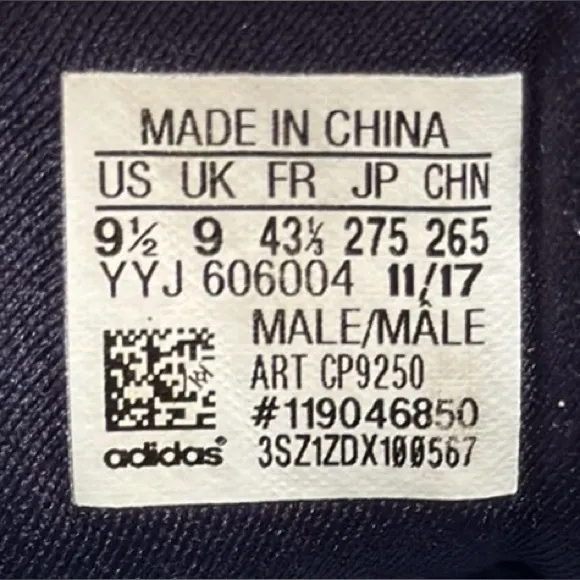 MADE IN CHINA
US UK FR JP CHN
9½ 9 43⅓ 275 265
YYJ 606004 11/17
MALE/MÂLE
ART CP9250
#119046850
adidas® 3SZ1ZDX100567